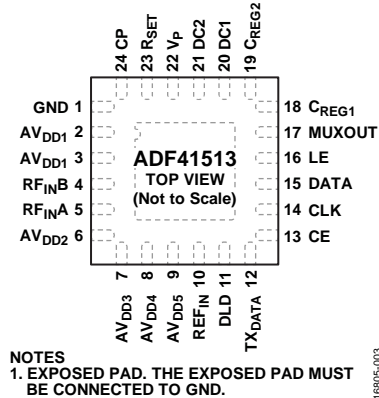 24 CP
23 RSET
22 VP
21 DC2
20 DC1
19 CREG2
GND 1
AVDD1 2
AVDD1 3
RFINB 4
RFINA 5
AVDD2 6
ADF41513
TOP VIEW
(Not to Scale)
18 CREG1
17 MUXOUT
16 LE
15 DATA
14 CLK
13 CE
AVDD3 7
AVDD4 8
AVDD5 9
REFIN 10
DLD 11
TXDATA 12
NOTES
1. EXPOSED PAD. THE EXPOSED PAD MUST
BE CONNECTED TO GND.
16805-003